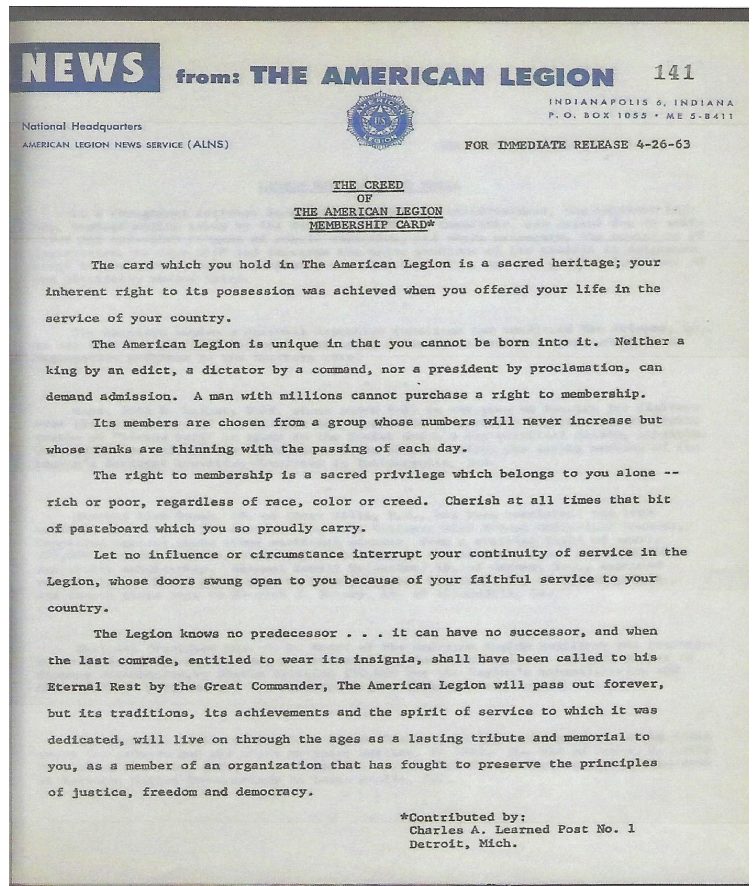 NEWS from: THE AMERICAN LEGION 141
INDIANAPOLIS 6, INDIANA
P. O. BOX 1055 • ME 5-8411
AMERICAN
US
LEGION
National Headquarters
AMERICAN LEGION NEWS SERVICE (ALNS)
FOR IMMEDIATE RELEASE 4-26-63
THE CREED
OF
THE AMERICAN LEGION
MEMBERSHIP CARD*
The card which you hold in The American Legion is a sacred heritage; your
inherent right to its possession was achieved when you offered your life in the
service of your country.
The American Legion is unique in that you cannot be born into it. Neither a
king by an edict, a dictator by a command, nor a president by proclamation, can
demand admission. A man with millions cannot purchase a right to membership.
Its members are chosen from a group whose numbers will never increase but
whose ranks are thinning with the passing of each day.
The right to membership is a sacred privilege which belongs to you alone --
rich or poor, regardless of race, color or creed. Cherish at all times that bit
of pasteboard which you so proudly carry.
Let no influence or circumstance interrupt your continuity of service in the
Legion, whose doors swung open to you because of your faithful service to your
country.
The Legion knows no predecessor . . . it can have no successor, and when
the last comrade, entitled to wear its insignia, shall have been called to his
Eternal Rest by the Great Commander, The American Legion will pass out forever,
but its traditions, its achievements and the spirit of service to which it was
dedicated, will live on through the ages as a lasting tribute and memorial to
you, as a member of an organization that has fought to preserve the principles
of justice, freedom and democracy.
*Contributed by:
Charles A. Learned Post No. 1
Detroit, Mich.